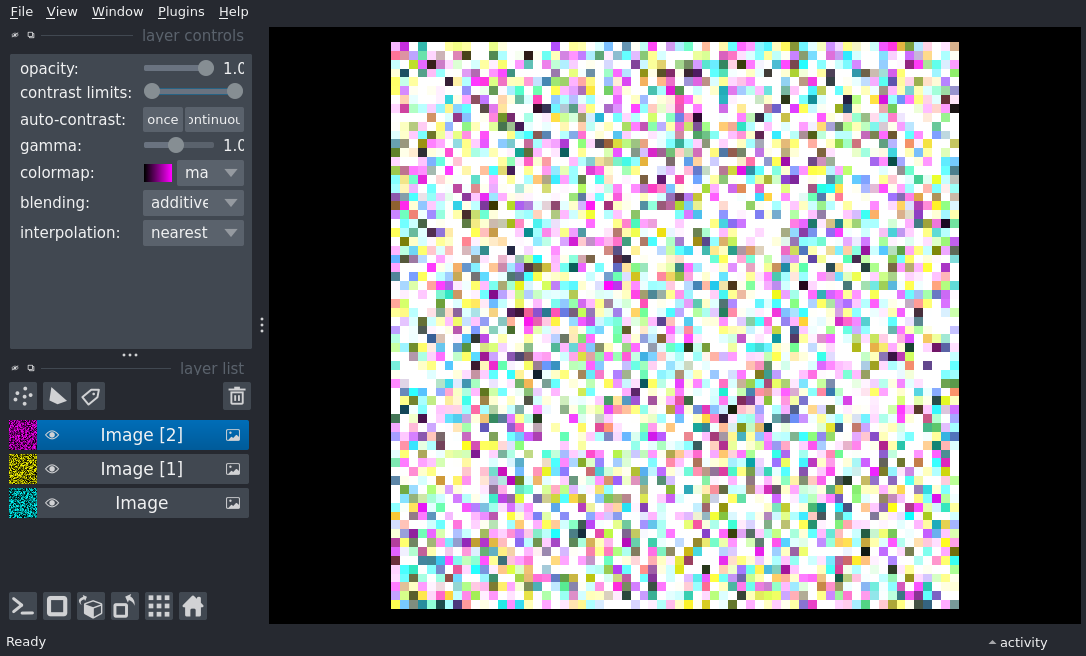 File View Window Plugins Help
layer controls
opacity: 1.0
contrast limits:
auto-contrast: once ontinuou
gamma: 1.0
colormap: ma
blending: additive
interpolation: nearest
layer list
Image [2]
Image [1]
Image
Ready
activity